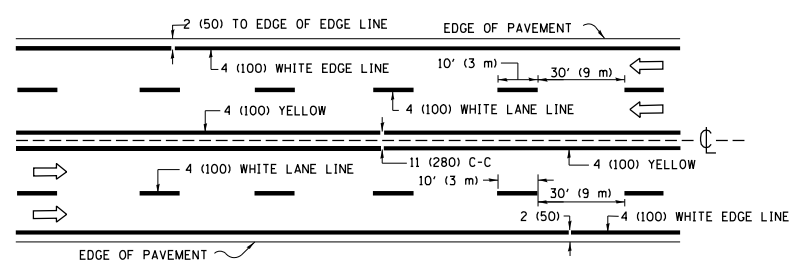 2 (50) TO EDGE OF EDGE LINE
EDGE OF PAVEMENT
4 (100) WHITE EDGE LINE
10' (3 m)
30' (9 m)
4 (100) YELLOW
4 (100) WHITE LANE LINE
℄
11 (280) C-C
4 (100) YELLOW
4 (100) WHITE LANE LINE
10' (3 m)
30' (9 m)
2 (50)
4 (100) WHITE EDGE LINE
EDGE OF PAVEMENT